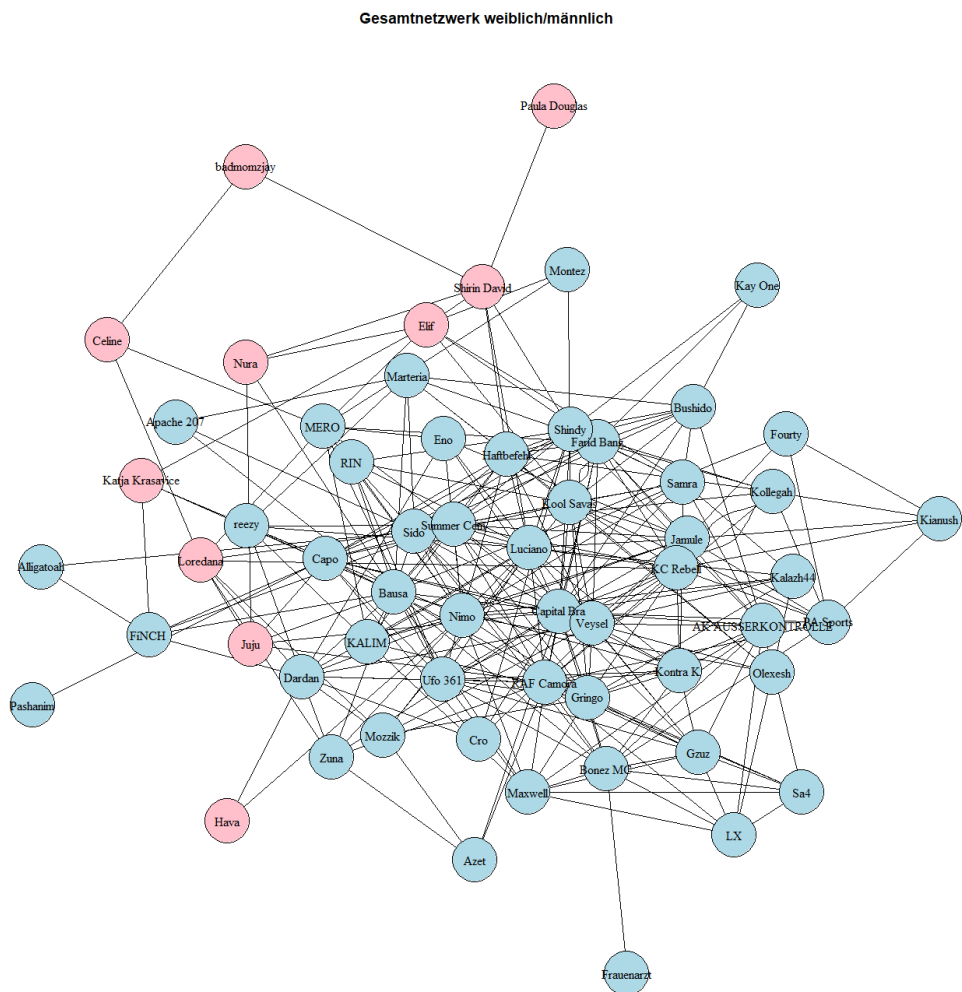 Gesamtnetzwerk weiblich/männlich
Paula Douglas
badmomzjay
Montez
Shirin David
Kay One
Elif
Celine
Nura
Marteria
Bushido
Apache 207
MERO
Eno
Shindy
Farid Bang
Fourty
Haftbefehl
RIN
Katja Krasavice
Samra
Kollegah
Kool Savas
Kianush
reezy
Summer Cem
Sido
Jamule
Luciano
Loredana
Capo
Alligatoah
KC Rebell
Kalazh44
Bausa
Capital Bra
Nimo
Veysel
BA Sports
AK AUSSERKONTROLLE
FiNCH
KALIM
Juju
Kontra K
Olexesh
Dardan
Ufo 361
RAF Camora
Gringo
Pashanim
Mozzik
Cro
Gzuz
Zuna
Bonez MC
Maxwell
Sa4
Hava
LX
Azet
Frauenarzt